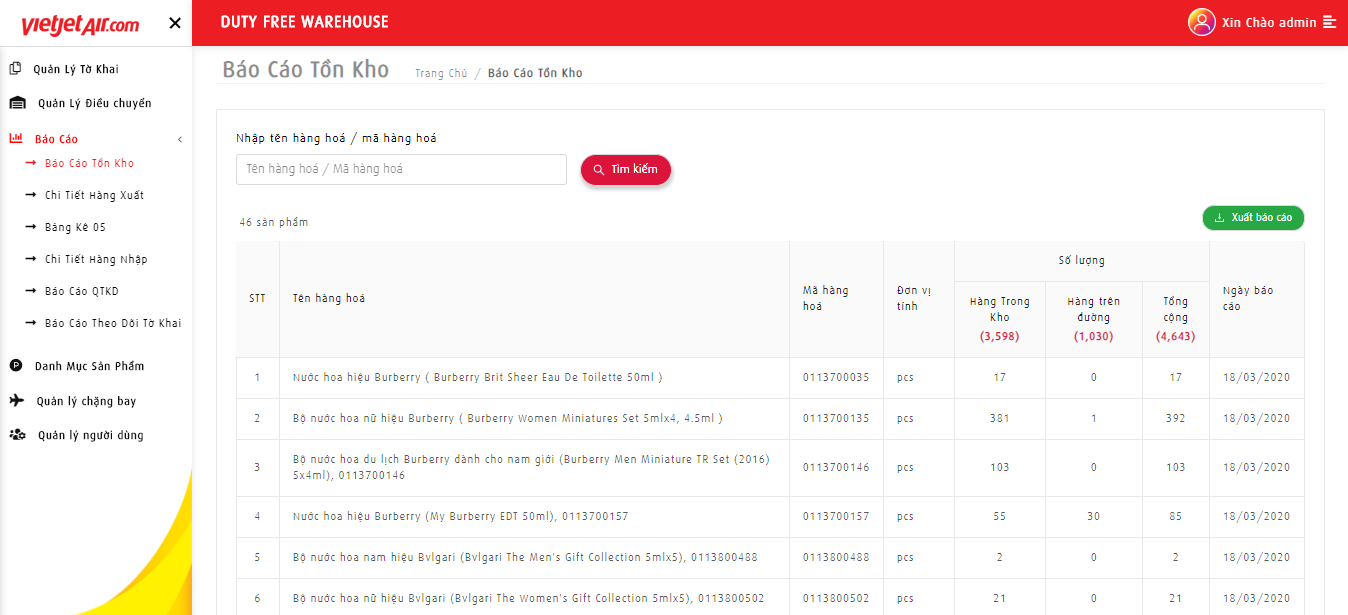 vietjetAir.com
DUTY FREE WAREHOUSE
Xin Chào admin
Quản Lý Tờ Khai
Quản Lý Điều chuyển
Báo Cáo
Báo Cáo Tồn Kho
Chi Tiết Hàng Xuất
Bảng Kê 05
Chi Tiết Hàng Nhập
Báo Cáo QTKD
Báo Cáo Theo Dõi Tờ Khai
Danh Mục Sản Phẩm
Quản lý chặng bay
Quản lý người dùng
Báo Cáo Tồn Kho
Trang Chủ / Báo Cáo Tồn Kho
Nhập tên hàng hoá / mã hàng hoá
Tên hàng hoá / Mã hàng hoá
Tìm kiếm
46 sản phẩm
Xuất báo cáo
STT
Tên hàng hoá
Mã hàng
hoá
Đơn vị
tính
Số lượng
Hàng Trong
Kho
(3,598)
Hàng trên
đường
(1,030)
Tổng
cộng
(4,643)
Ngày báo
cáo
1 Nước hoa hiệu Burberry ( Burberry Brit Sheer Eau De Toilette 50ml ) 0113700035 pcs 17 0 17 18/03/2020
2 Bộ nước hoa nữ hiệu Burberry ( Burberry Women Miniatures Set 5mlx4, 4.5ml ) 0113700135 pcs 381 1 392 18/03/2020
3 Bộ nước hoa du lịch Burberry dành cho nam giới (Burberry Men Miniature TR Set (2016)
5x4ml), 0113700146 0113700146 pcs 103 0 103 18/03/2020
4 Nước hoa hiệu Burberry (My Burberry EDT 50ml), 0113700157 0113700157 pcs 55 30 85 18/03/2020
5 Bộ nước hoa nam hiệu Bvlgari (Bvlgari The Men's Gift Collection 5mlx5), 0113800488 0113800488 pcs 2 0 2 18/03/2020
6 Bộ nước hoa nữ hiệu Bvlgari (Bvlgari The Women's Gift Collection 5mlx5), 0113800502 0113800502 pcs 21 0 21 18/03/2020